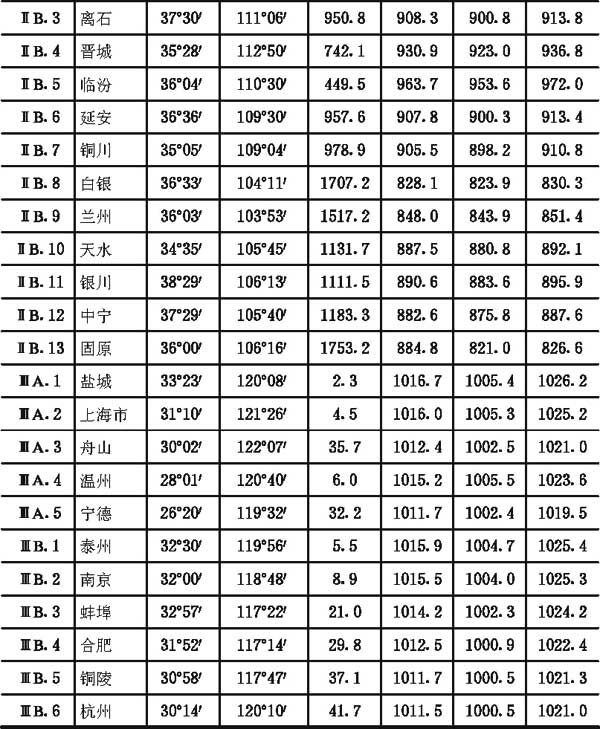 ⅡB.3 离石 37°30′ 111°06′ 950.8 908.3 900.8 913.8
ⅡB.4 晋城 35°28′ 112°50′ 742.1 930.9 923.0 936.8
ⅡB.5 临汾 36°04′ 110°30′ 449.5 963.7 953.6 972.0
ⅡB.6 延安 36°36′ 109°30′ 957.6 907.8 900.3 913.4
ⅡB.7 铜川 35°05′ 109°04′ 978.9 905.5 898.2 910.8
ⅡB.8 白银 36°33′ 104°11′ 1707.2 828.1 823.9 830.3
ⅡB.9 兰州 36°03′ 103°53′ 1517.2 848.0 843.9 851.4
ⅡB.10 天水 34°35′ 105°45′ 1131.7 887.5 880.8 892.1
ⅡB.11 银川 38°29′ 106°13′ 1111.5 890.6 883.6 895.9
ⅡB.12 中宁 37°29′ 105°40′ 1183.3 882.6 875.8 887.6
ⅡB.13 固原 36°00′ 106°16′ 1753.2 884.8 821.0 826.6
ⅢA.1 盐城 33°23′ 120°08′ 2.3 1016.7 1005.4 1026.2
ⅢA.2 上海市 31°10′ 121°26′ 4.5 1016.0 1005.3 1025.2
ⅢA.3 舟山 30°02′ 122°07′ 35.7 1012.4 1002.5 1021.0
ⅢA.4 温州 28°01′ 120°40′ 6.0 1015.2 1005.5 1023.6
ⅢA.5 宁德 26°20′ 119°32′ 32.2 1011.7 1002.4 1019.5
ⅢB.1 泰州 32°30′ 119°56′ 5.5 1015.9 1004.7 1025.4
ⅢB.2 南京 32°00′ 118°48′ 8.9 1015.5 1004.0 1025.3
ⅢB.3 蚌埠 32°57′ 117°22′ 21.0 1014.2 1002.3 1024.2
ⅢB.4 合肥 31°52′ 117°14′ 29.8 1012.5 1000.9 1022.4
ⅢB.5 铜陵 30°58′ 117°47′ 37.1 1011.7 1000.5 1021.3
ⅢB.6 杭州 30°14′ 120°10′ 41.7 1011.5 1000.5 1021.0